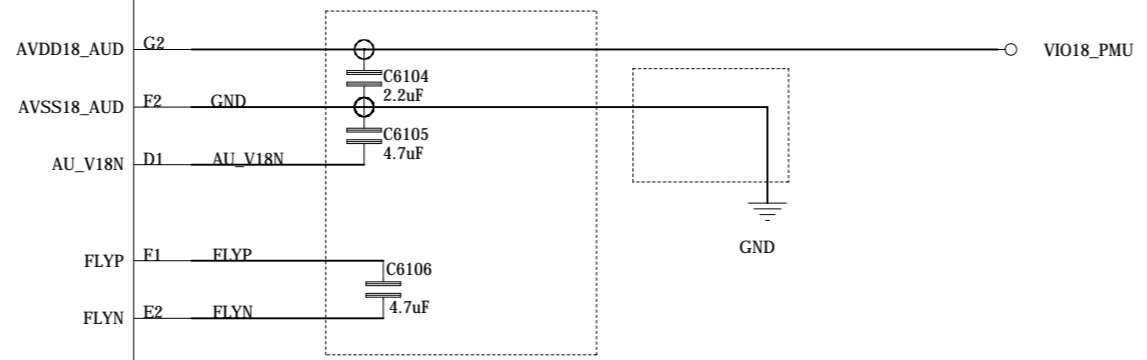 AVDD18_AUD G2 VIO18_PMU
C6104
2.2uF
AVSS18_AUD F2 GND
C6105
4.7uF
AU_V18N D1 AU_V18N
GND
FLYP F1 FLYP
C6106
4.7uF
FLYN E2 FLYN